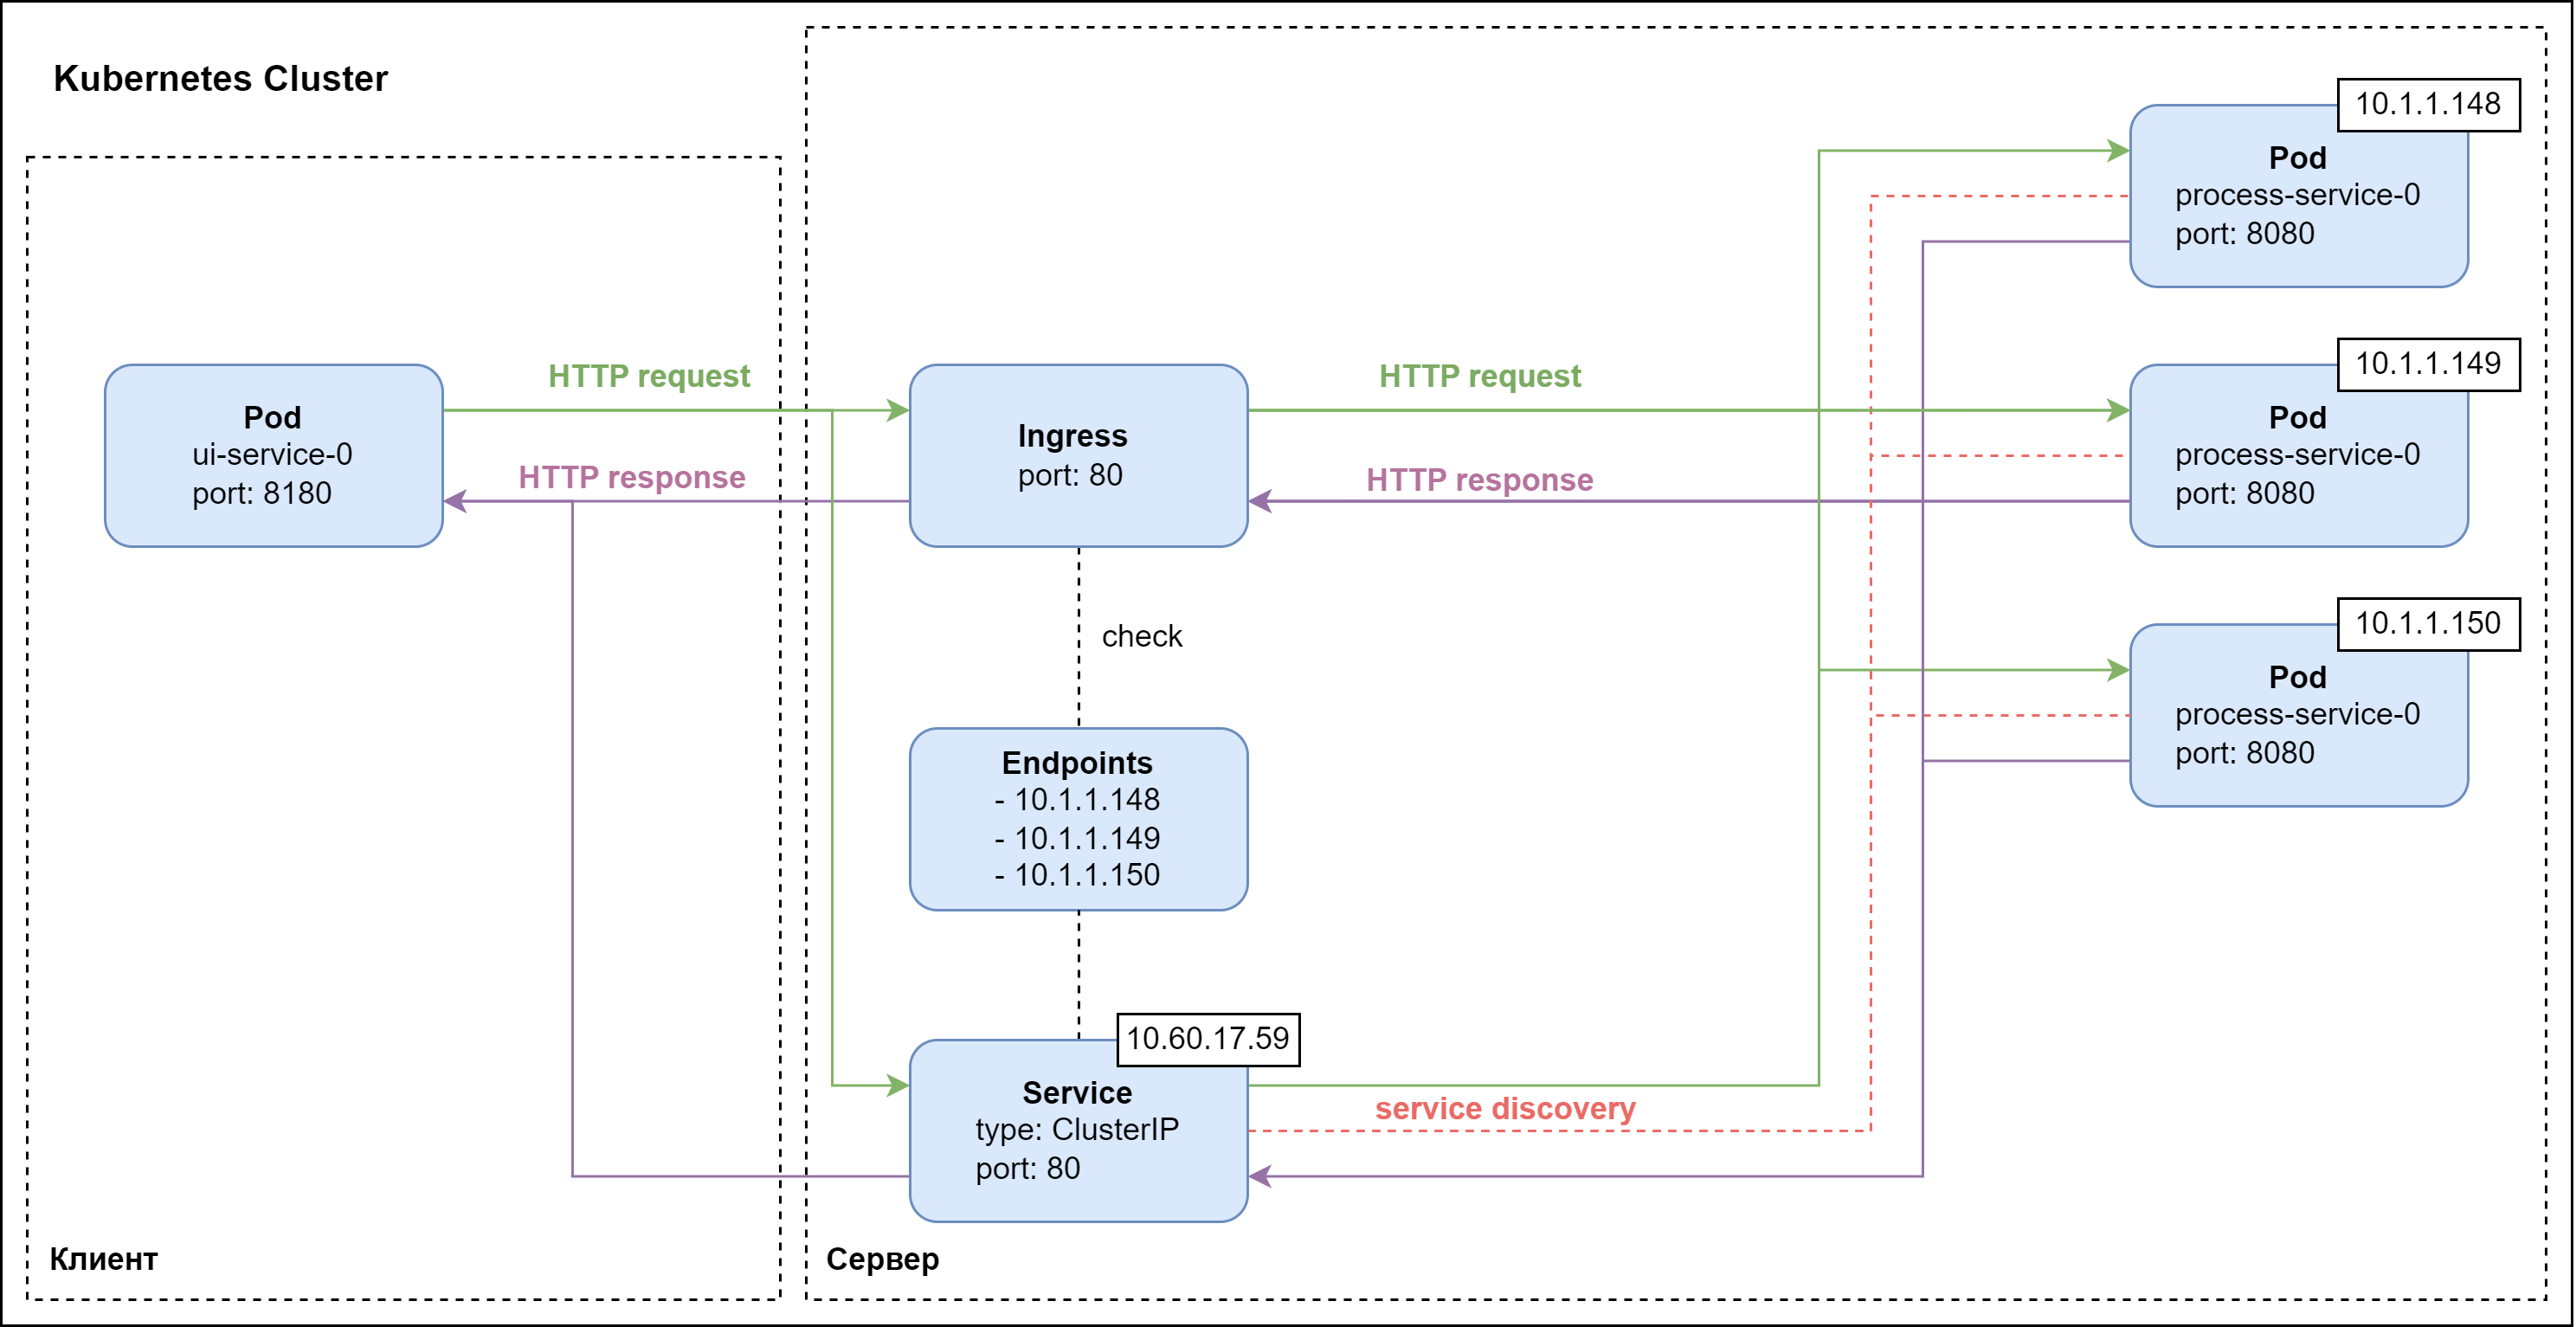 Kubernetes Cluster
10.1.1.148
Pod
process-service-0
port: 8080
HTTP request
HTTP request
10.1.1.149
Pod
ui-service-0
port: 8180
Ingress
port: 80
Pod
process-service-0
port: 8080
HTTP response
HTTP response
check
10.1.1.150
Pod
process-service-0
port: 8080
Endpoints
- 10.1.1.148
- 10.1.1.149
- 10.1.1.150
10.60.17.59
Service
type: ClusterIP
port: 80
service discovery
Клиент
Сервер